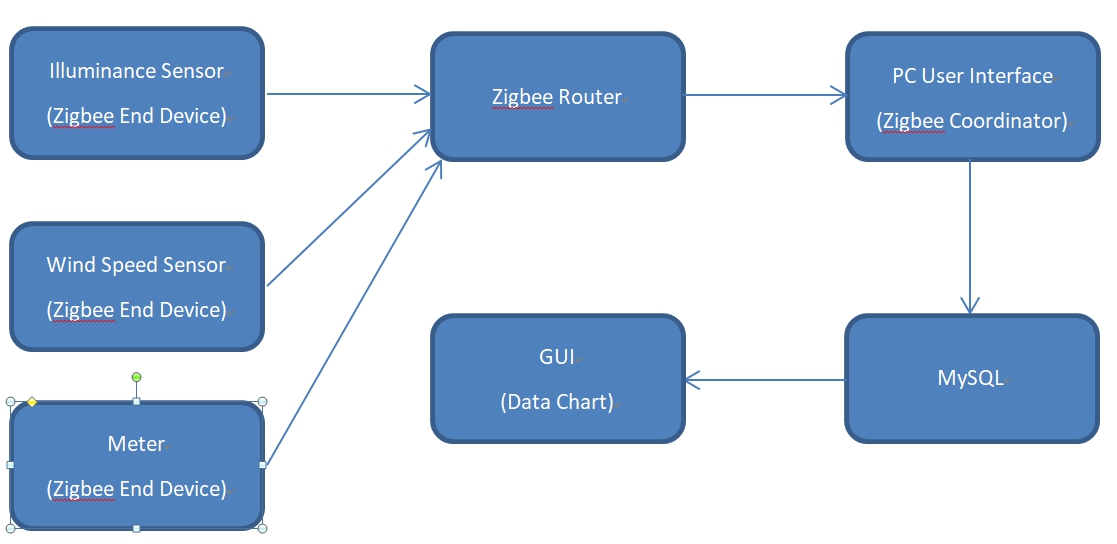 Illuminance Sensor
(Zigbee End Device)
Zigbee Router
PC User Interface
(Zigbee Coordinator)
Wind Speed Sensor
(Zigbee End Device)
GUI
(Data Chart)
MySQL
Meter
(Zigbee End Device)